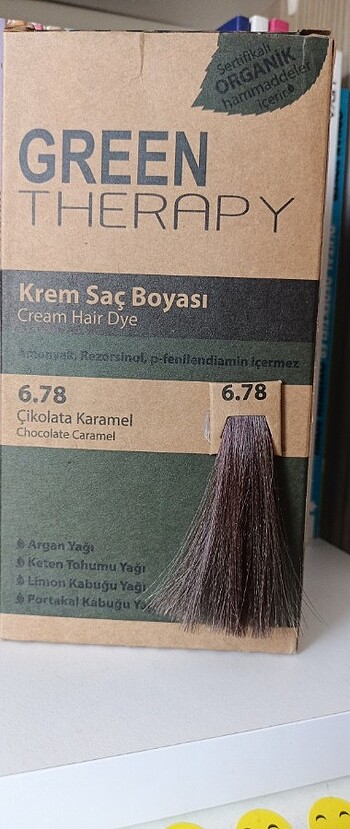 Sertifikalı
ORGANİK
hammaddeler
içerir
GREEN
THERAPY
Krem Saç Boyası
Cream Hair Dye
Amonyak, Rezorsinol, p-fenilendiamin içermez
6.78
6.78
Çikolata Karamel
Chocolate Caramel
Argan Yağı
Keten Tohumu Yağı
Limon Kabuğu Yağı
Portakal Kabuğu